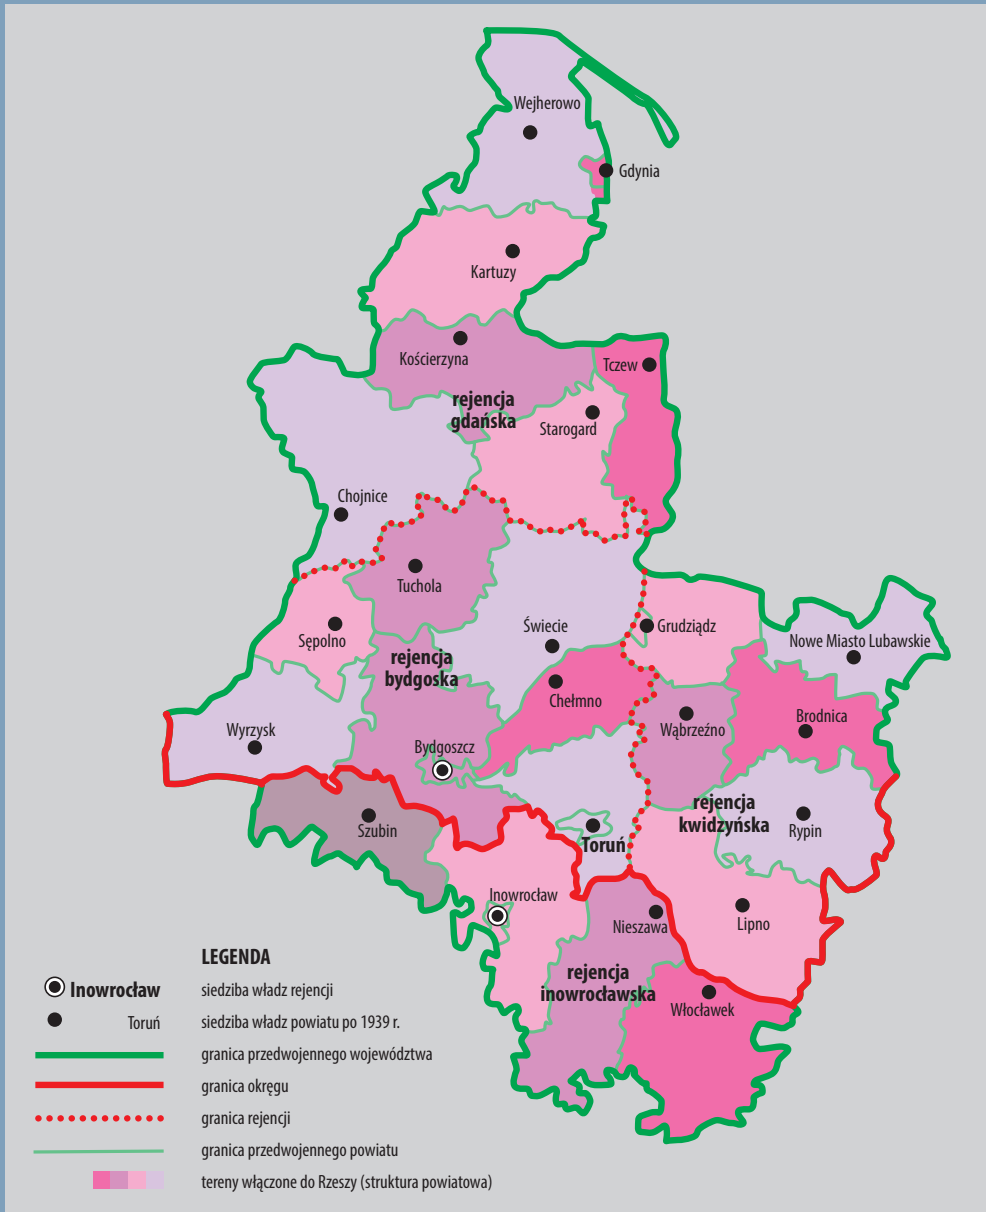 Wejherowo
Gdynia
Kartuzy
Kościerzyna
Tczew
rejencja
gdańska
Starogard
Chojnice
Tuchola
Sępolno
Świecie
Grudziądz
Nowe Miasto Lubawskie
rejencja
bydgoska
Chełmno
Wąbrzeźno
Brodnica
Wyrzysk
Bydgoszcz
rejencja
kwidzyńska
Rypin
Szubin
Toruń
Inowrocław
Nieszawa
Lipno
rejencja
inowrocławska
Włocławek
LEGENDA
Inowrocław siedziba władz rejencji
Toruń siedziba władz powiatu po 1939 r.
granica przedwojennego województwa
granica okręgu
granica rejencji
granica przedwojennego powiatu
tereny włączone do Rzeszy (struktura powiatowa)